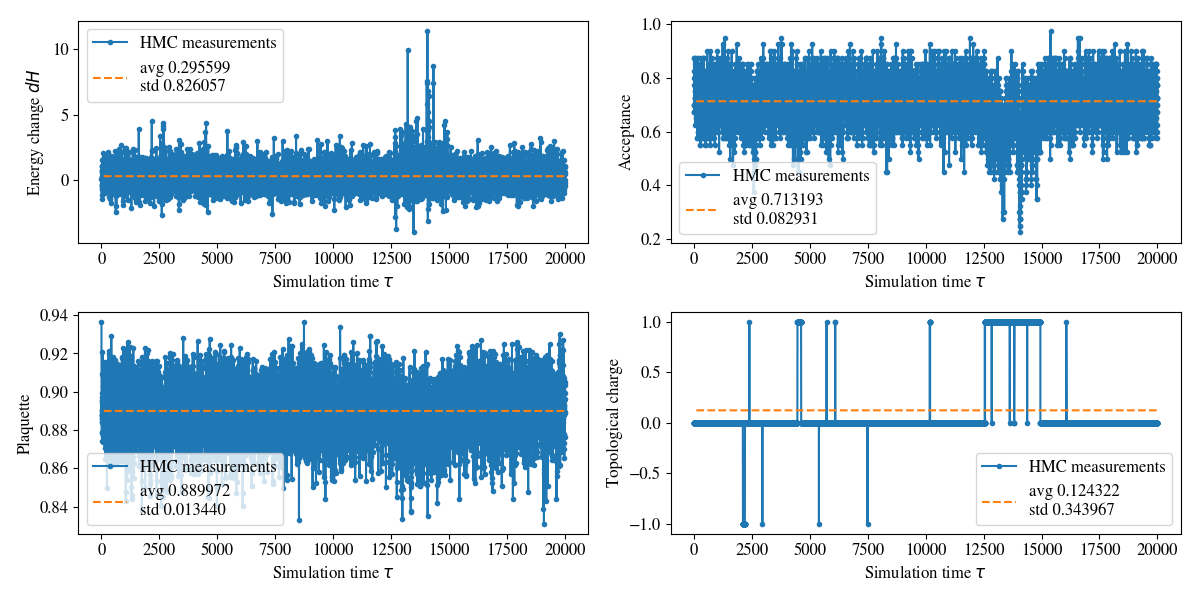 Energy change dH
10
5
0
HMC measurements
avg 0.295599
std 0.826057
0 2500 5000 7500 10000 12500 15000 17500 20000
Simulation time τ
Acceptance
1.0
0.8
0.6
0.4
0.2
HMC measurements
avg 0.713193
std 0.082931
0 2500 5000 7500 10000 12500 15000 17500 20000
Simulation time τ
Plaquette
0.94
0.92
0.90
0.88
0.86
0.84
HMC measurements
avg 0.889972
std 0.013440
0 2500 5000 7500 10000 12500 15000 17500 20000
Simulation time τ
Topological charge
1.0
0.5
0.0
−0.5
−1.0
HMC measurements
avg 0.124322
std 0.343967
0 2500 5000 7500 10000 12500 15000 17500 20000
Simulation time τ